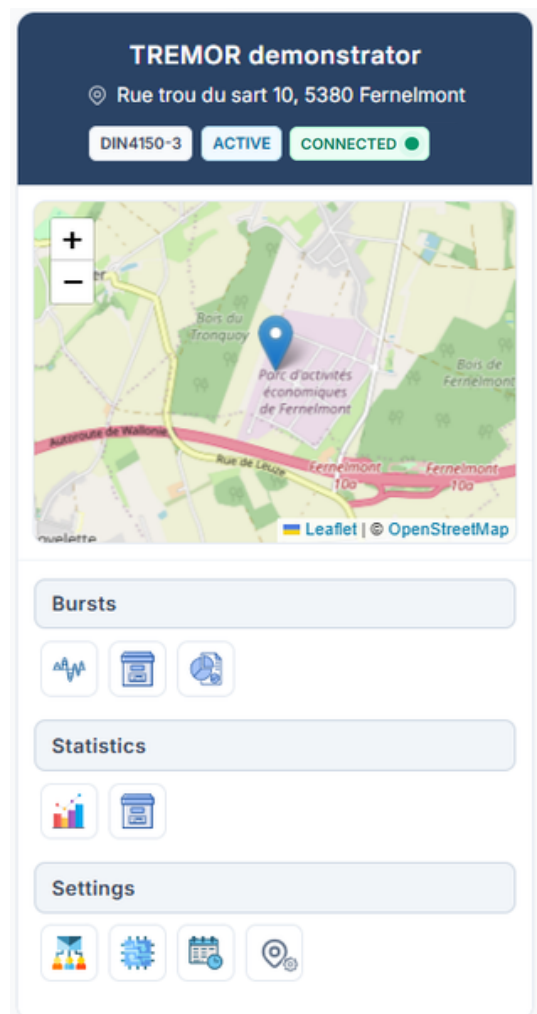 TREMOR demonstrator
Rue trou du sart 10, 5380 Fernelmont
DIN4150-3 ACTIVE CONNECTED
+
−
er
Bois du
Tronquoy
Parc d'activités
économiques
de Fernelmont
Bois de
Fernelmont
Autoroute de Wallonie
Rue de Leuze
Fernelmont
10a
Fernelmont
10a
ovelette
Leaflet | © OpenStreetMap
Bursts
Statistics
Settings